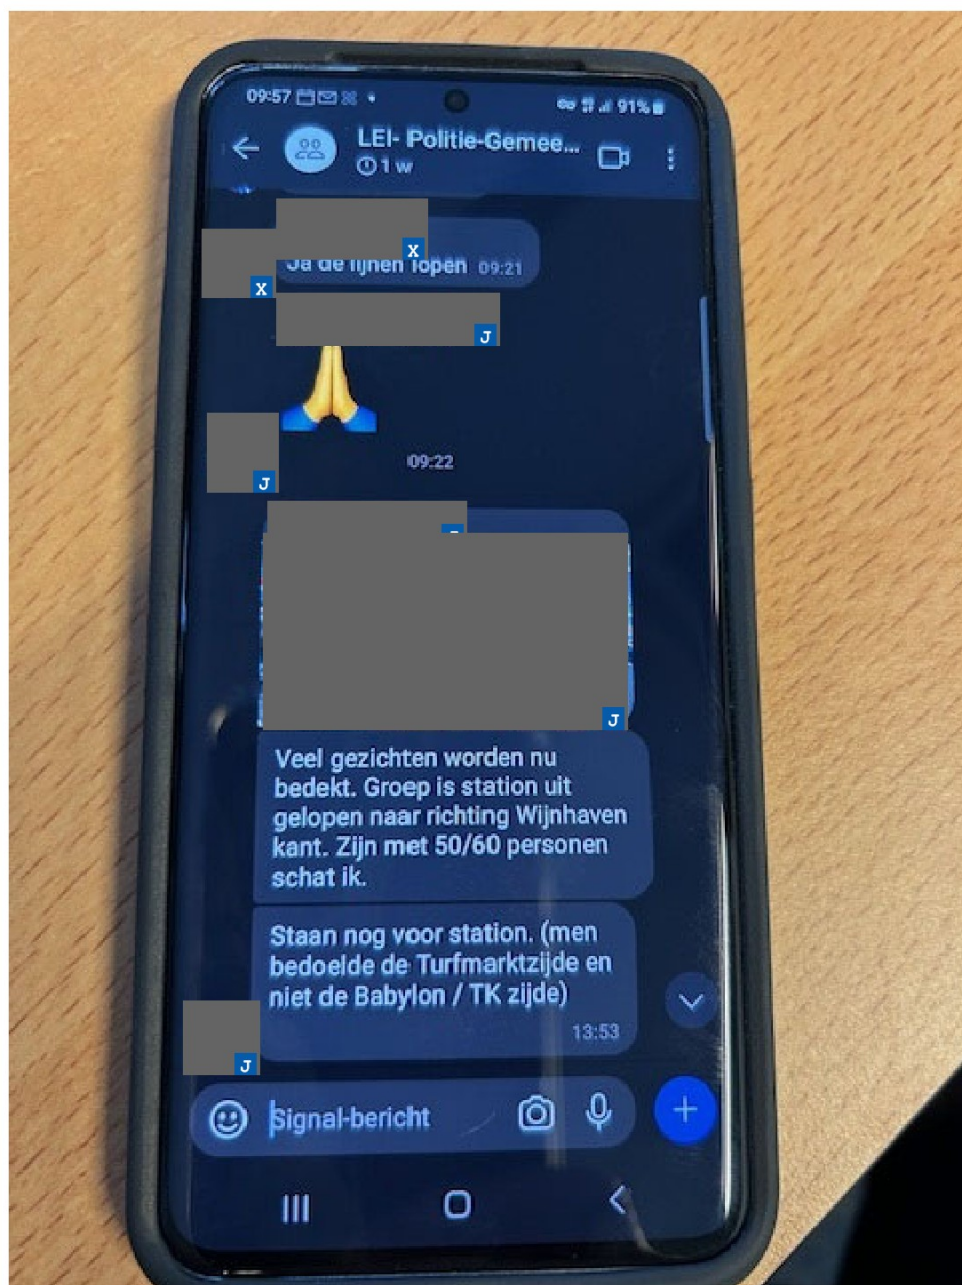 09:57
91%
LEI- Politie-Gemee...
1 w
X
X
Ja de lijnen lopen 09:21
J
J
09:22
J
Veel gezichten worden nu
bedekt. Groep is station uit
gelopen naar richting Wijnhaven
kant. Zijn met 50/60 personen
schat ik.
Staan nog voor station. (men
bedoelde de Turfmarktzijde en
niet de Babylon / TK zijde)
13:53
J
Signal-bericht